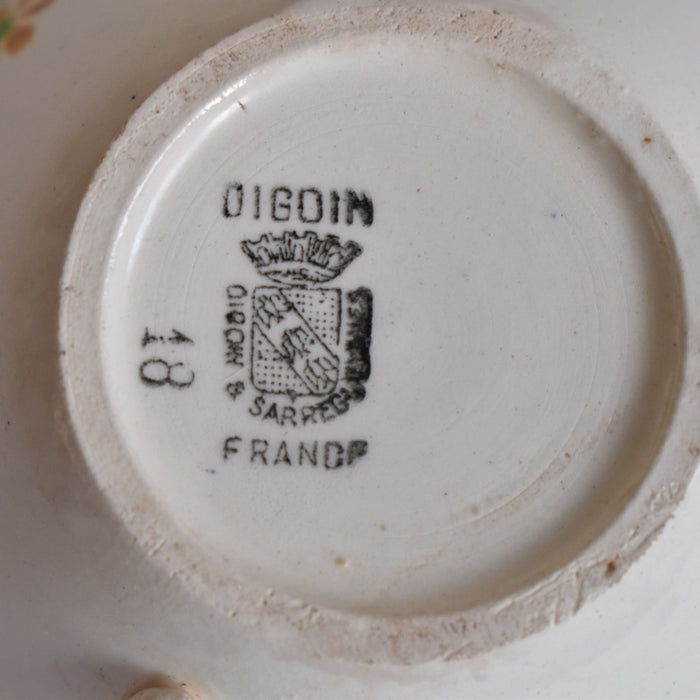 DIGOIN
DIGOIN & SARREGUEMINES
FRANCE
18